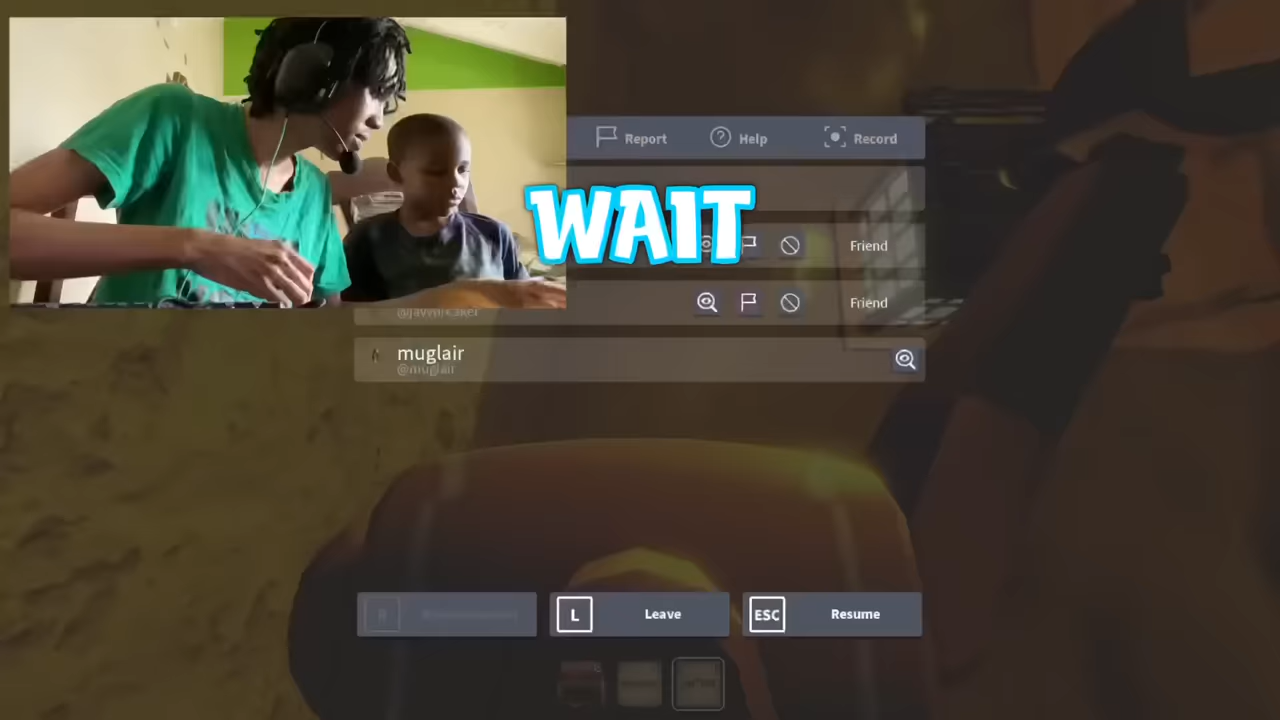 Report
Help
Record
WAIT
Friend
Friend
muglair
@muglair
L
Leave
ESC
Resume